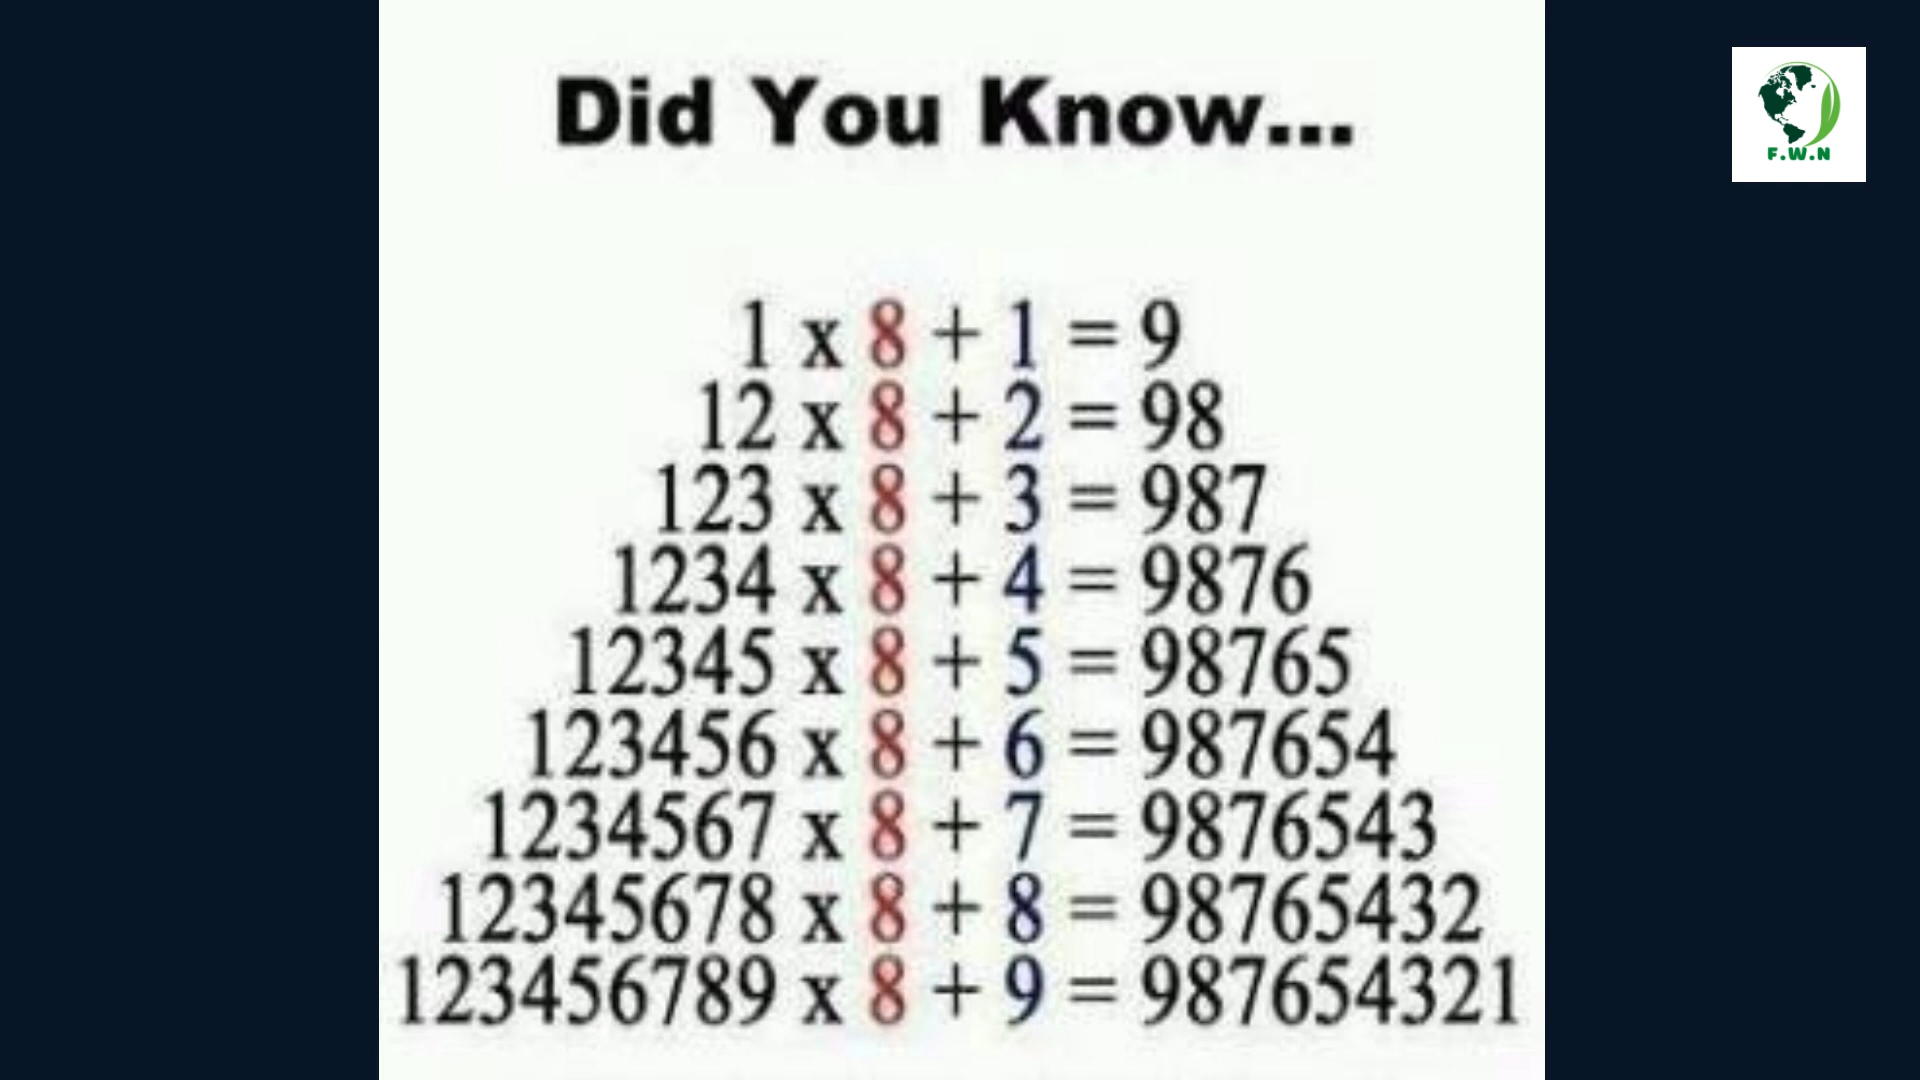 Did You Know...
F.W.N
1 x 8 + 1 = 9
12 x 8 + 2 = 98
123 x 8 + 3 = 987
1234 x 8 + 4 = 9876
12345 x 8 + 5 = 98765
123456 x 8 + 6 = 987654
1234567 x 8 + 7 = 9876543
12345678 x 8 + 8 = 98765432
123456789 x 8 + 9 = 987654321